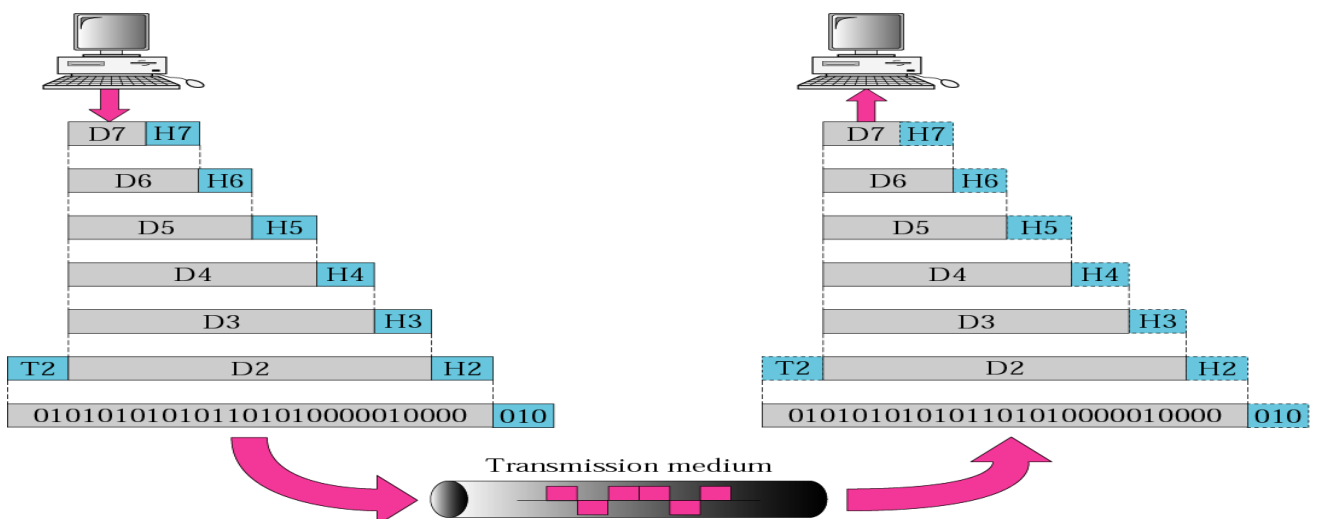 D7 H7
D6 H6
D5 H5
D4 H4
D3 H3
T2 D2 H2
010101010101101010000010000 010
D7 H7
D6 H6
D5 H5
D4 H4
D3 H3
T2 D2 H2
010101010101101010000010000 010
Transmission medium